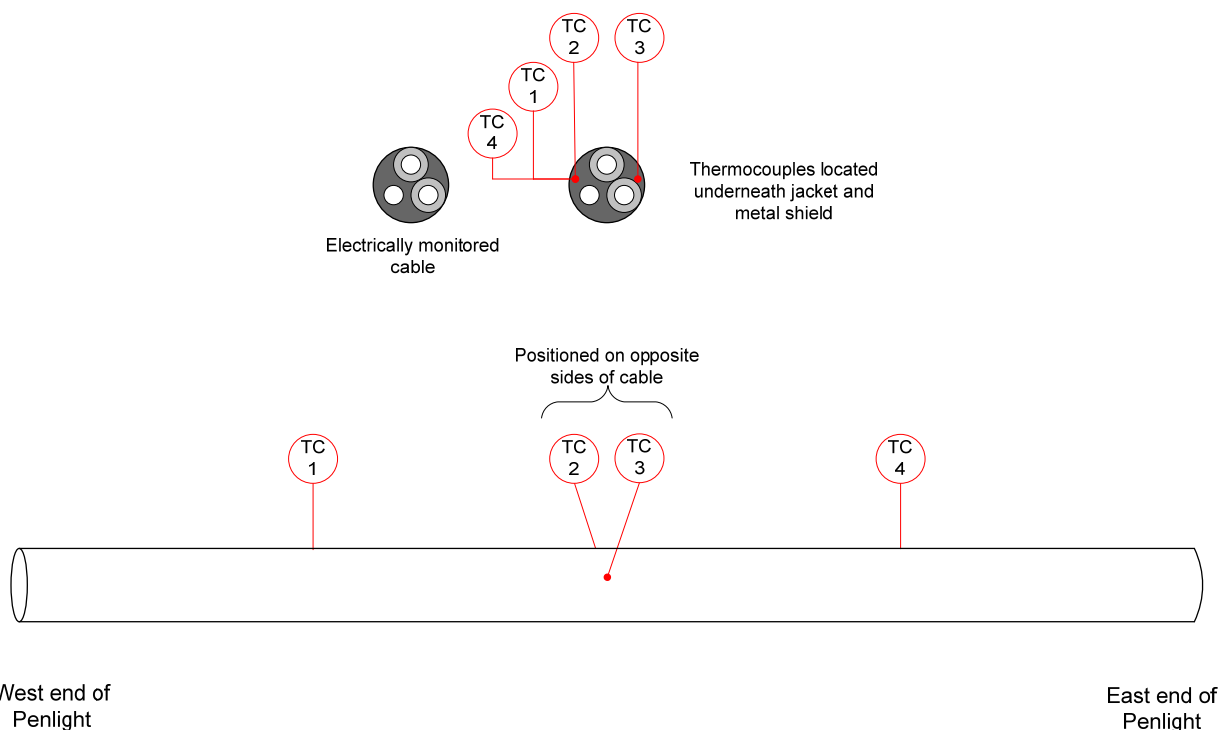 TC
2
TC
3
TC
1
TC
4
Thermocouples located
underneath jacket and
metal shield
Electrically monitored
cable
Positioned on opposite
sides of cable
TC
1
TC
2
TC
3
TC
4
West end of
Penlight
East end of
Penlight